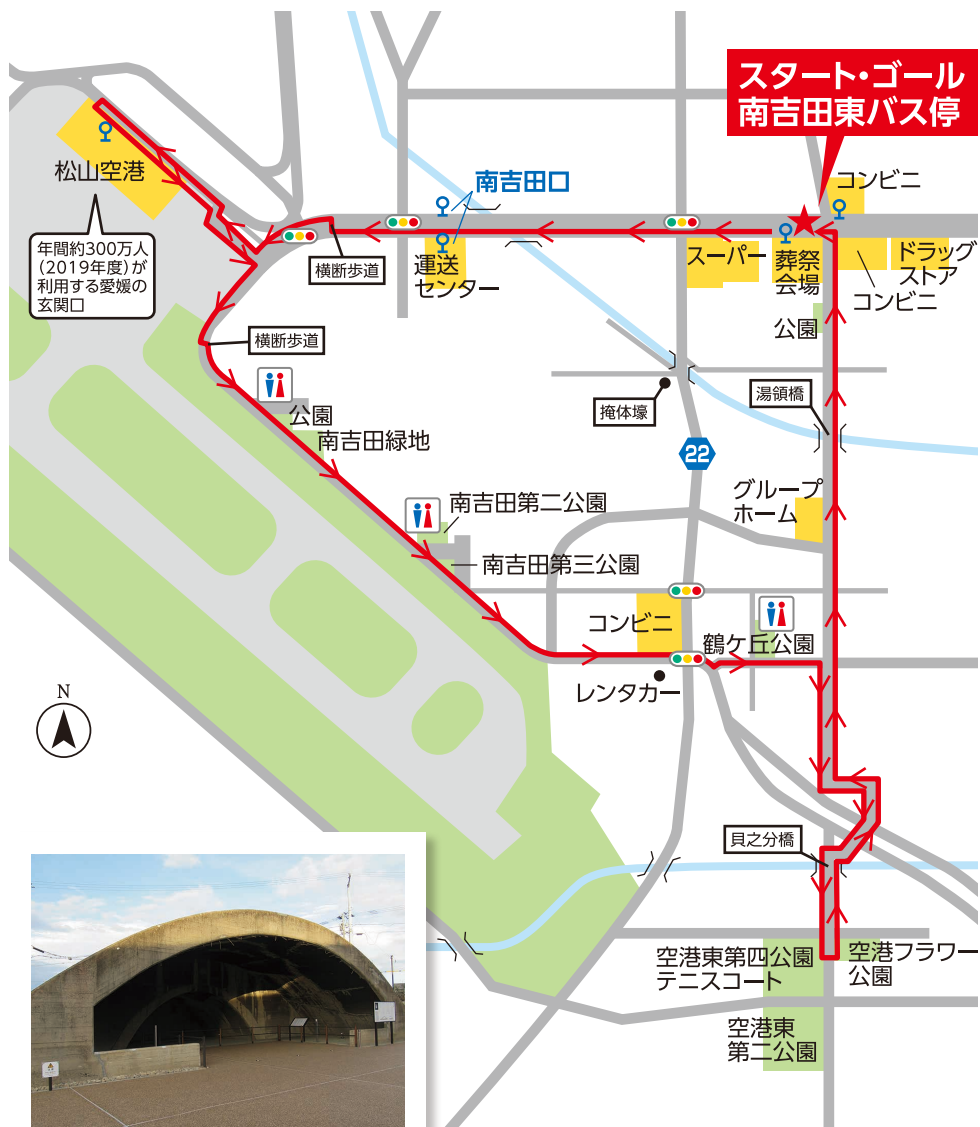 スタート・ゴール
南吉田東バス停
コンビニ
松山空港
南吉田口
年間約300万人
(2019年度)が
利用する愛媛の
玄関口
横断歩道
運送
センター
スーパー
葬祭
会場
コンビニ
ドラッグ
ストア
公園
横断歩道
公園
南吉田緑地
掩体壕
湯領橋
22
グループ
ホーム
南吉田第二公園
南吉田第三公園
コンビニ
鶴ケ丘公園
レンタカー
N
貝之分橋
空港東第四公園
テニスコート
空港フラワー
公園
空港東
第二公園